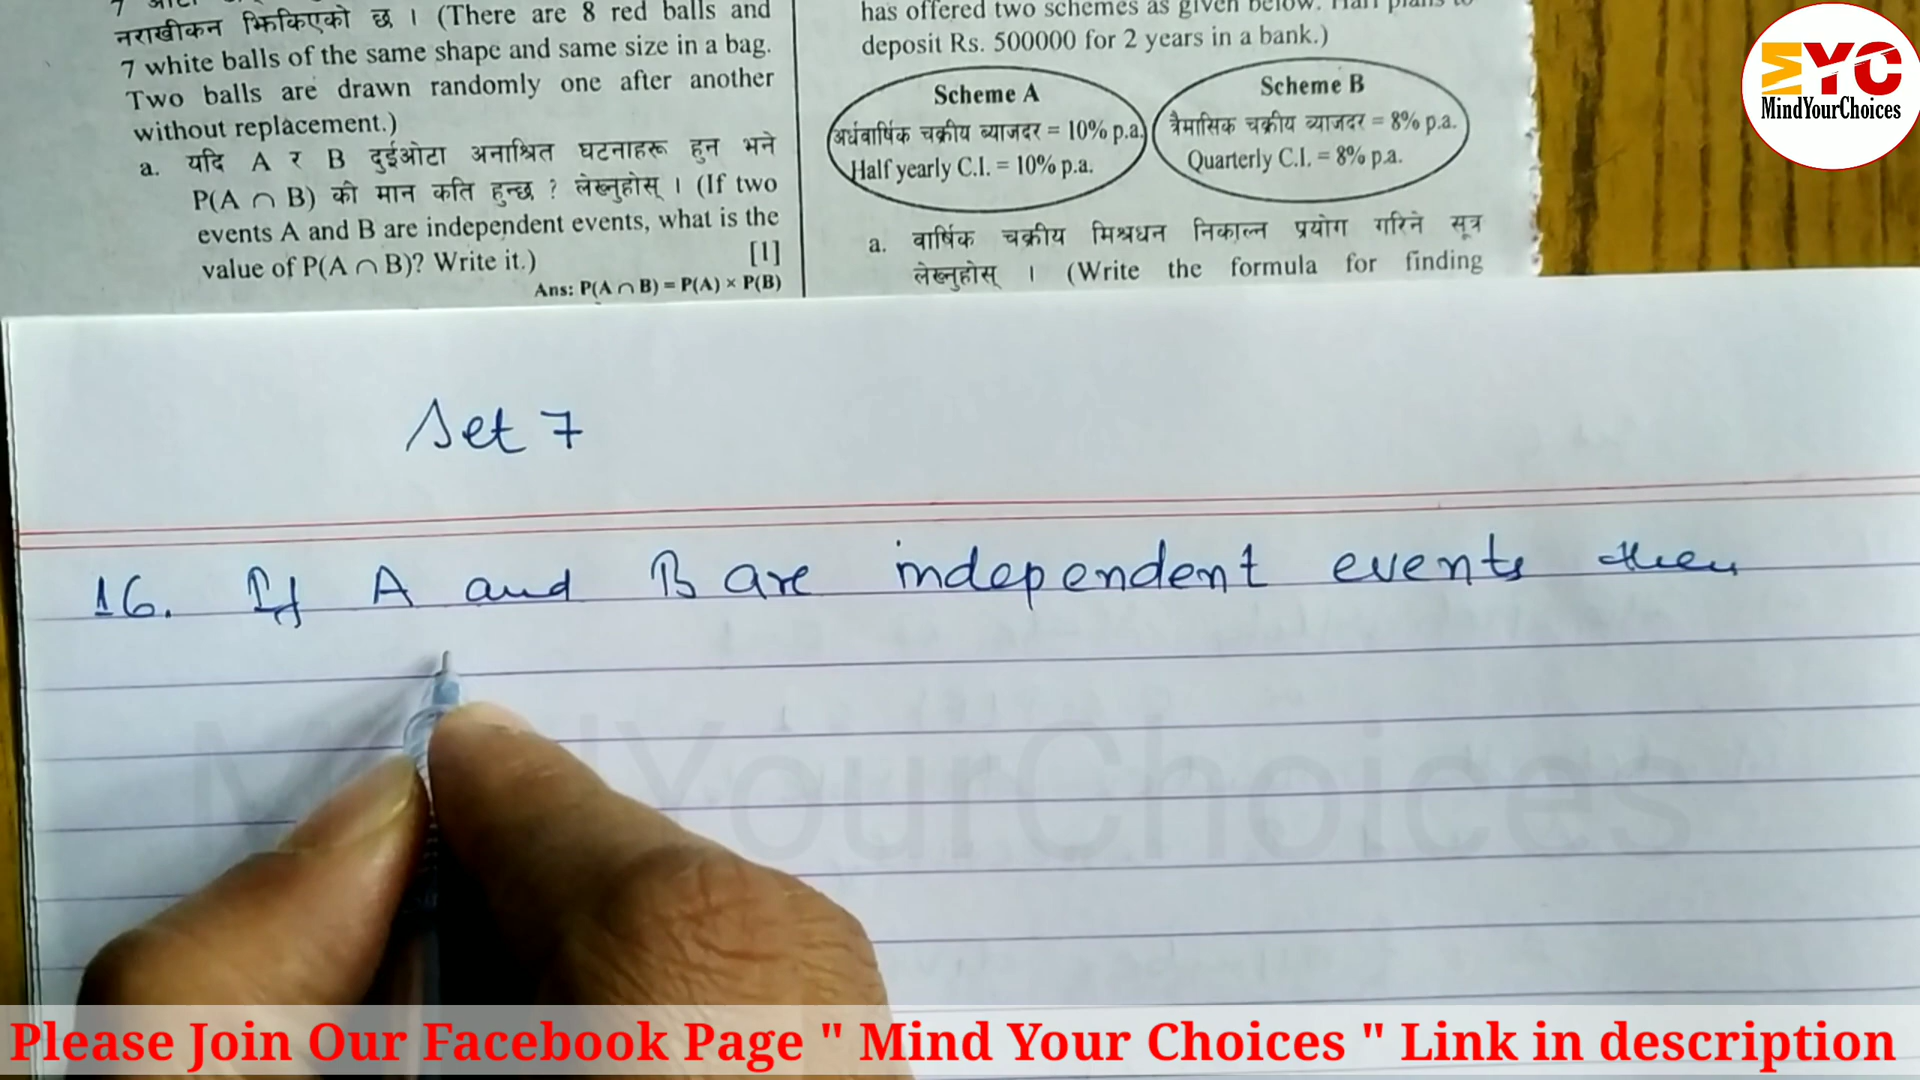 नराखीकन झिकिएको छ । (There are 8 red balls and
7 white balls of the same shape and same size in a bag.
Two balls are drawn randomly one after another
without replacement.)
a. यदि A र B दुईओटा अनाश्रित घटनाहरू हुन भने
P(A ∩ B) को मान कति हुन्छ ? लेख्नुहोस् । (If two
events A and B are independent events, what is the
value of P(A ∩ B)? Write it.) [1]
Ans: P(A ∩ B) = P(A) × P(B)
has offered two schemes as given below.
deposit Rs. 500000 for 2 years in a bank.)
Scheme A
अर्धवार्षिक चक्रीय ब्याजदर = 10% p.a.
Half yearly C.I. = 10% p.a.
Scheme B
त्रैमासिक चक्रीय ब्याजदर = 8% p.a.
Quarterly C.I. = 8% p.a.
a. वार्षिक चक्रीय मिश्रधन निकाल्न प्रयोग गरिने सूत्र
लेख्नुहोस् । (Write the formula for finding
MYC
MindYourChoices
Set 7
16. If A and B are independent events then
MindYourChoices
Please Join Our Facebook Page " Mind Your Choices " Link in description